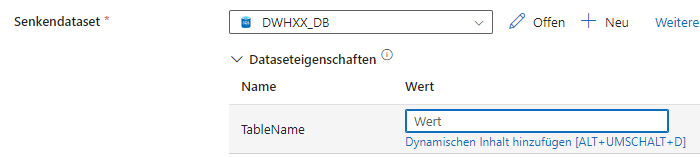 Senkendataset * DWHXX_DB Offen Neu Weitere
Dataseteigenschaften
Name Wert
TableName Wert
Dynamischen Inhalt hinzufügen [ALT+UMSCHALT+D]